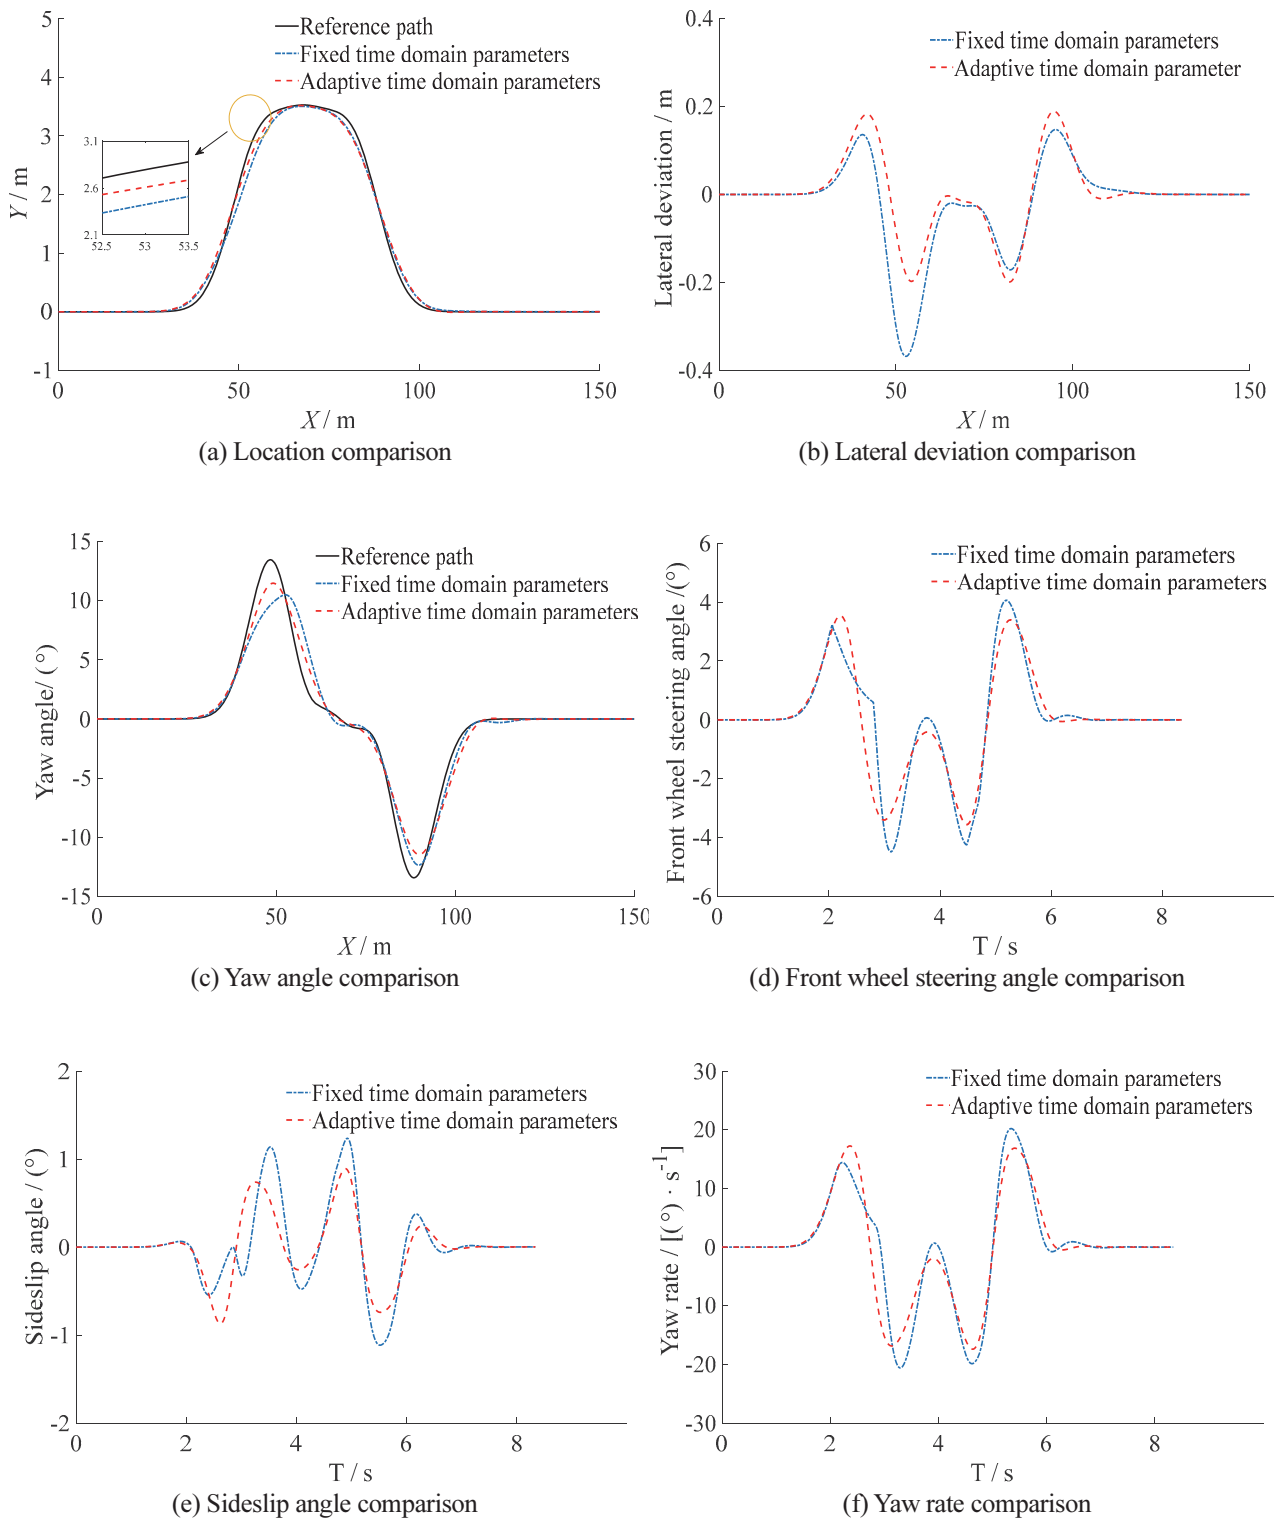 5
4
3
2
1
0
-1
Y / m
Reference path
Fixed time domain parameters
Adaptive time domain parameters
3.1
2.6
2.1
52.5 53 53.5
0 50 100 150
X / m
(a) Location comparison
0.4
0.2
0
-0.2
-0.4
Lateral deviation / m
Fixed time domain parameters
Adaptive time domain parameter
0 50 100 150
X / m
(b) Lateral deviation comparison
15
10
5
0
-5
-10
-15
Yaw angle/ (°)
Reference path
Fixed time domain parameters
Adaptive time domain parameters
0 50 100 150
X / m
(c) Yaw angle comparison
6
4
2
0
-2
-4
-6
Front wheel steering angle /(°)
Fixed time domain parameters
Adaptive time domain parameters
0 2 4 6 8
T / s
(d) Front wheel steering angle comparison
2
1
0
-1
-2
Sideslip angle / (°)
Fixed time domain parameters
Adaptive time domain parameters
0 2 4 6 8
T / s
(e) Sideslip angle comparison
30
20
10
0
-10
-20
-30
Yaw rate / [(°) · s⁻¹]
Fixed time domain parameters
Adaptive time domain parameters
0 2 4 6 8
T / s
(f) Yaw rate comparison